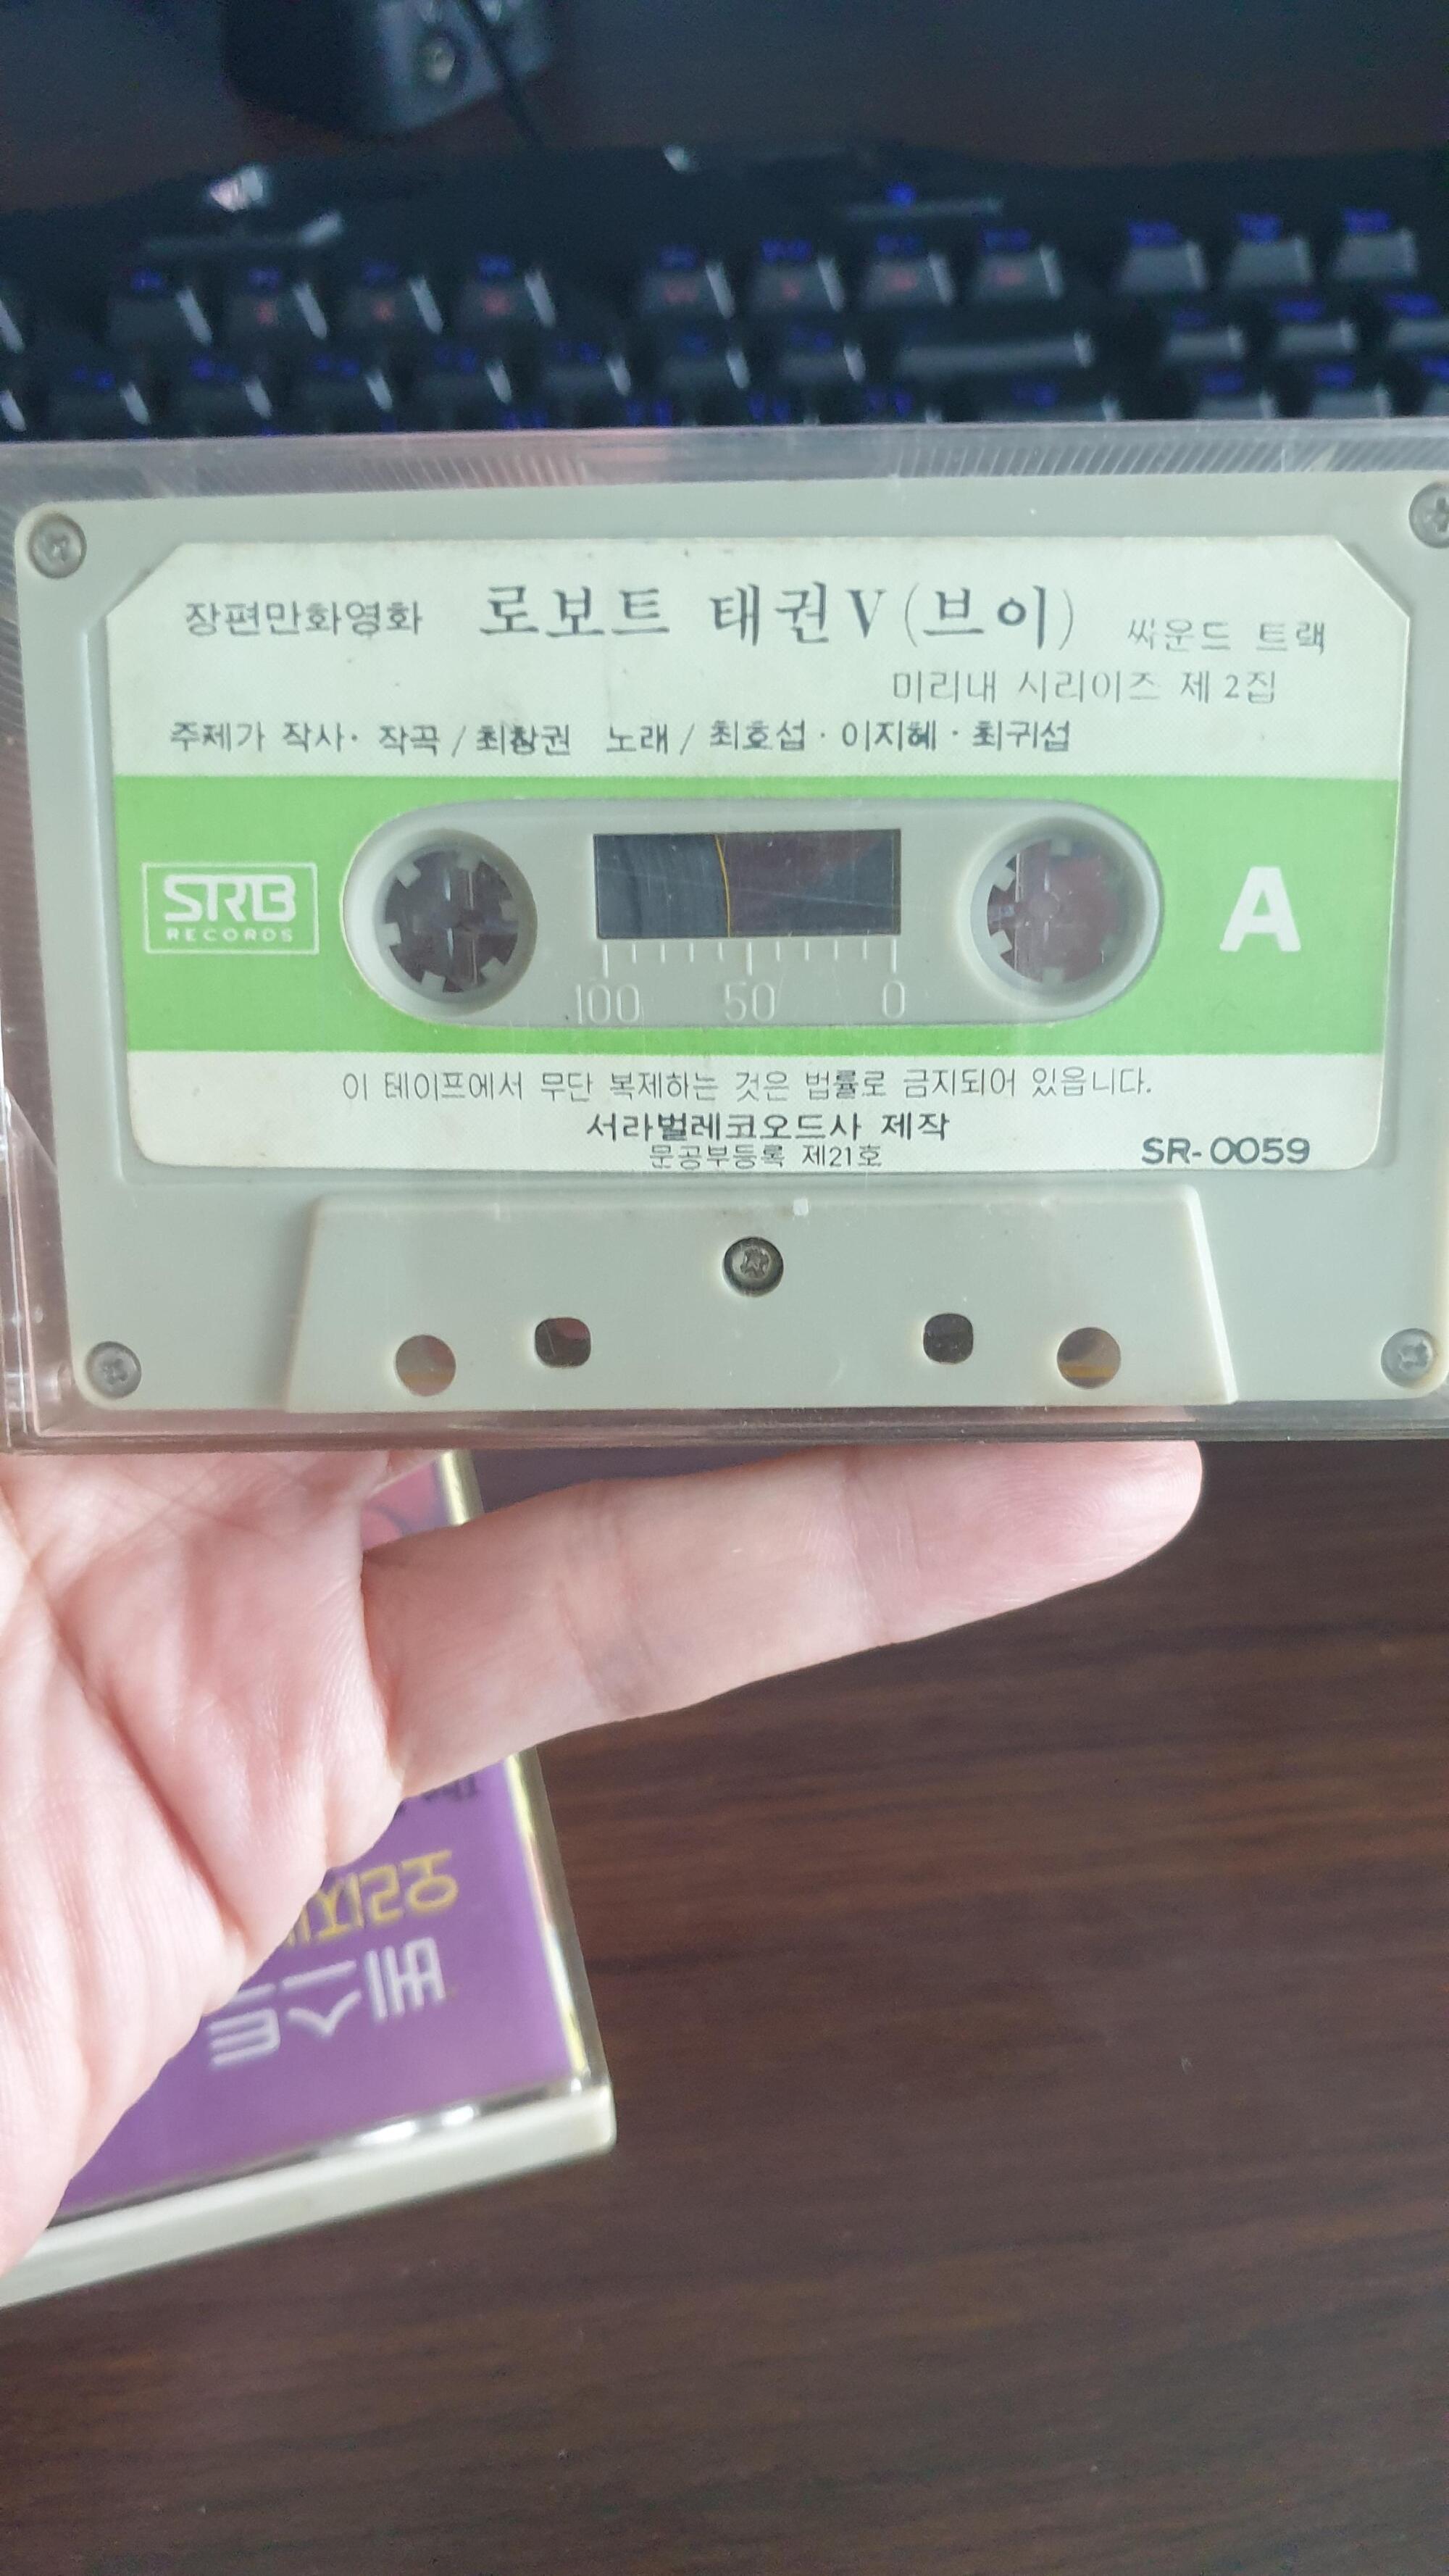 장편만화영화 로보트 태권V(브이) 싸운드 트랙
미리내 시리이즈 제2집
주제가 작사· 작곡/최창권 노래/최호섭·이지혜·최귀섭
SRB
RECORDS
A
100 50 0
이 테이프에서 무단 복제하는 것은 법률로 금지되어 있읍니다.
서라벌레코오드사 제작
문공부등록 제21호
SR-0059
베스트